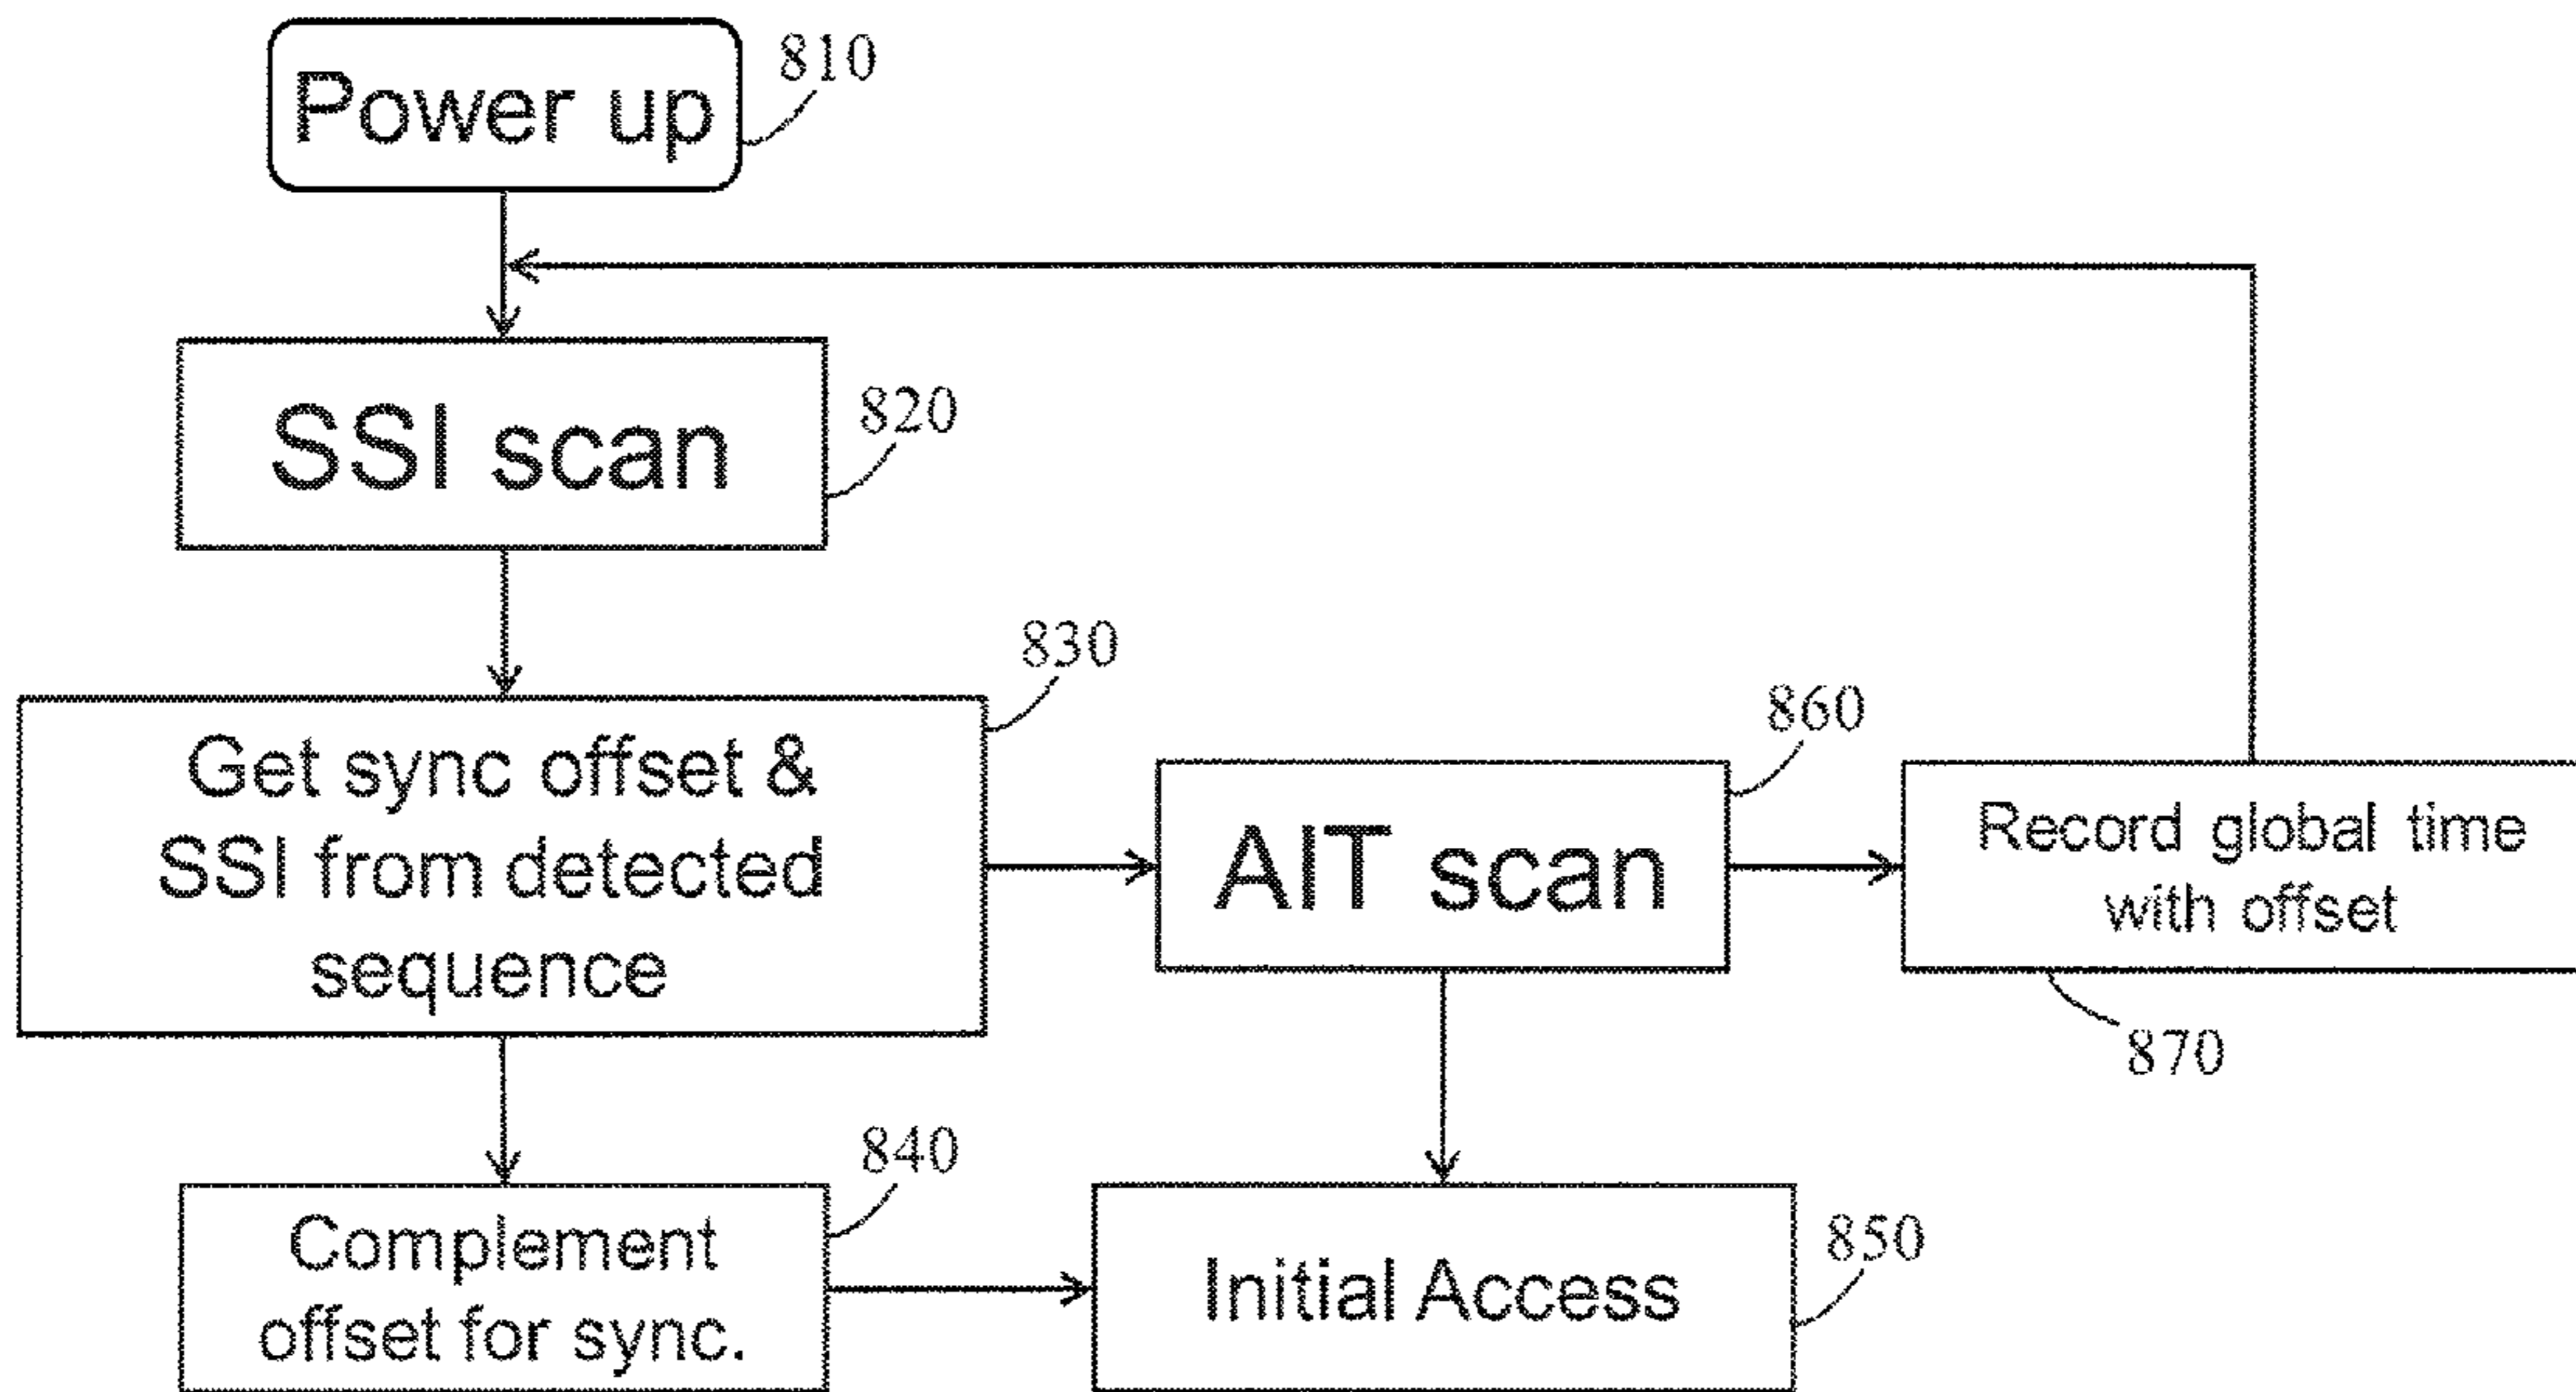 Power up
810
SSI scan
820
Get sync offset &
SSI from detected
sequence
830
AIT scan
860
Record global time
with offset
870
Complement
offset for sync.
840
Initial Access
850